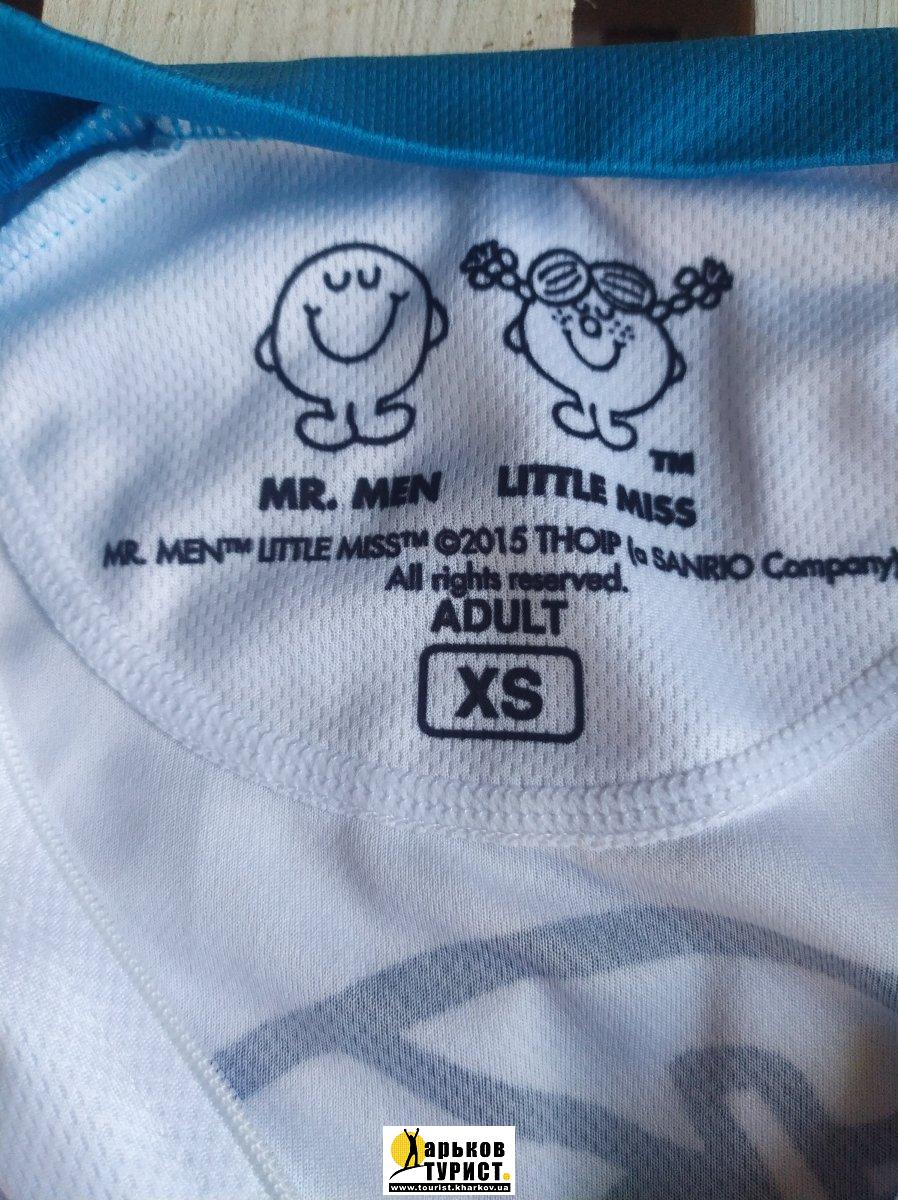 TM
MR. MEN LITTLE MISS
MR. MEN™ LITTLE MISS™ ©2015 THOIP (a SANRIO Company)
All rights reserved.
ADULT
XS
Харьков
ТУРИСТ.
www.tourist.kharkov.ua